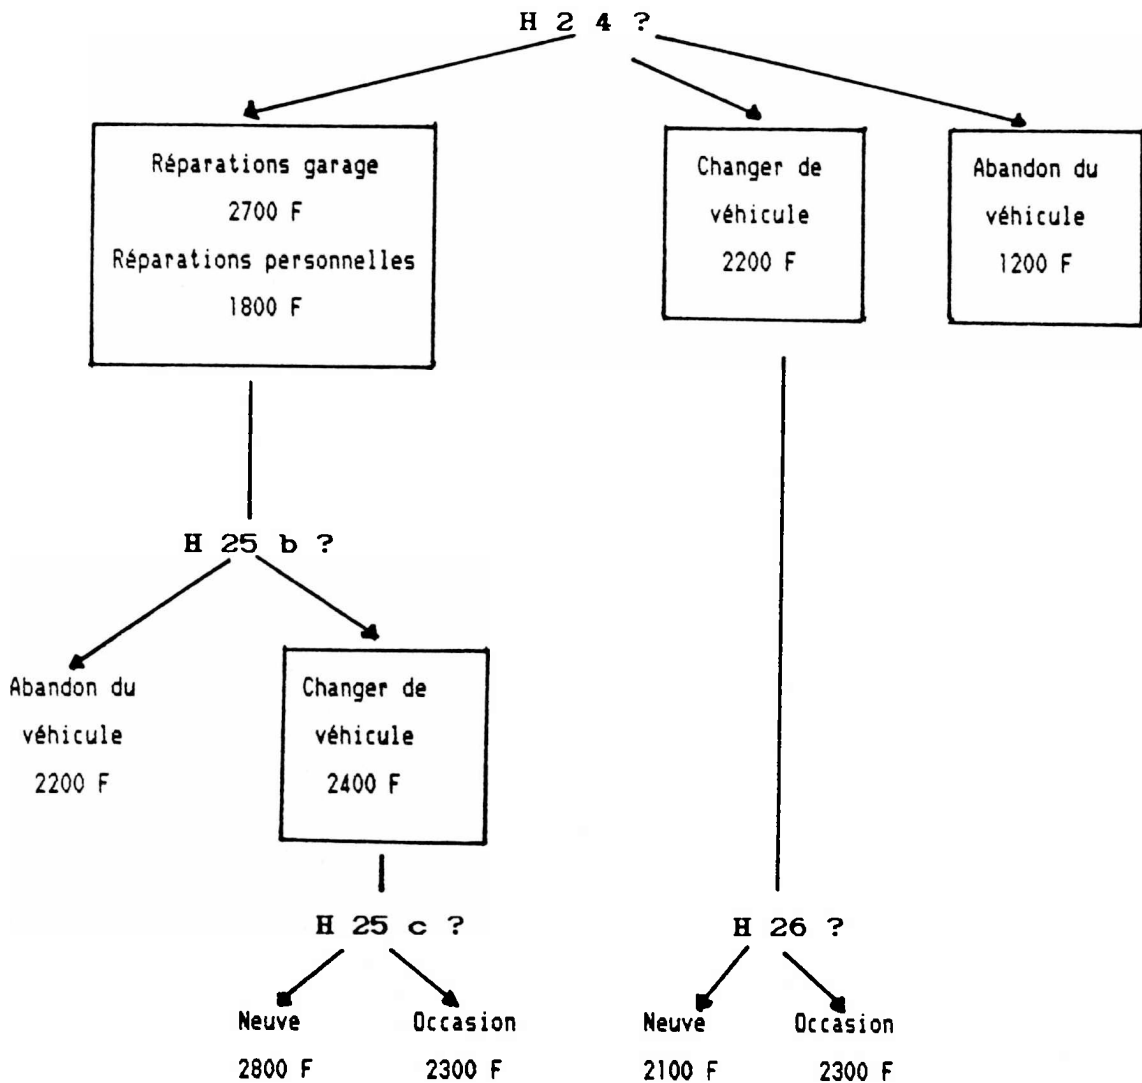 H 2 4 ?
Réparations garage
2700 F
Réparations personnelles
1800 F
Changer de
véhicule
2200 F
Abandon du
véhicule
1200 F
H 25 b ?
Abandon du
véhicule
2200 F
Changer de
véhicule
2400 F
H 25 c ?
Neuve
2800 F
Occasion
2300 F
H 26 ?
Neuve
2100 F
Occasion
2300 F